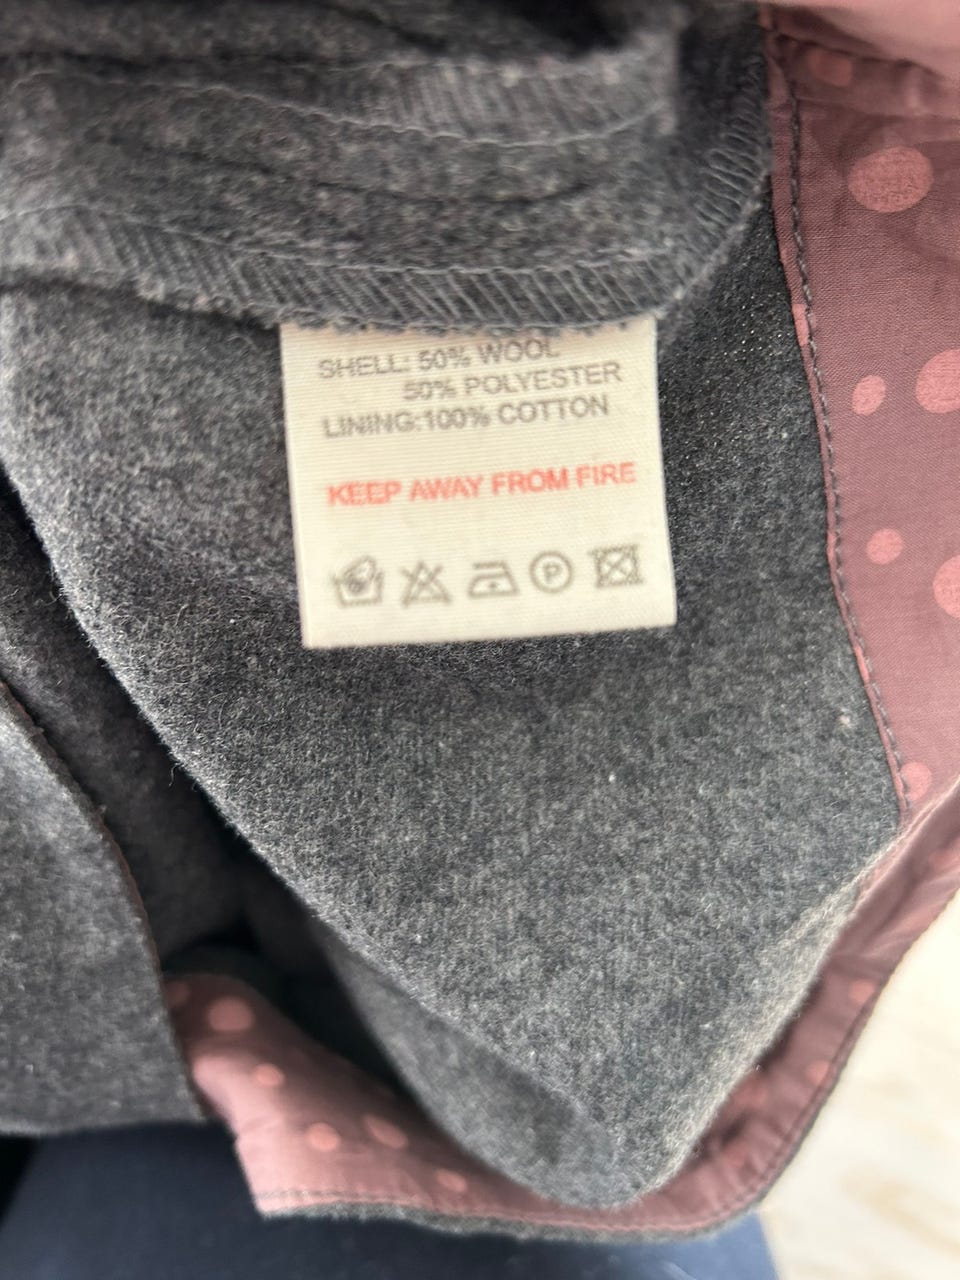 SHELL: 50% WOOL
50% POLYESTER
LINING:100% COTTON
KEEP AWAY FROM FIRE
P